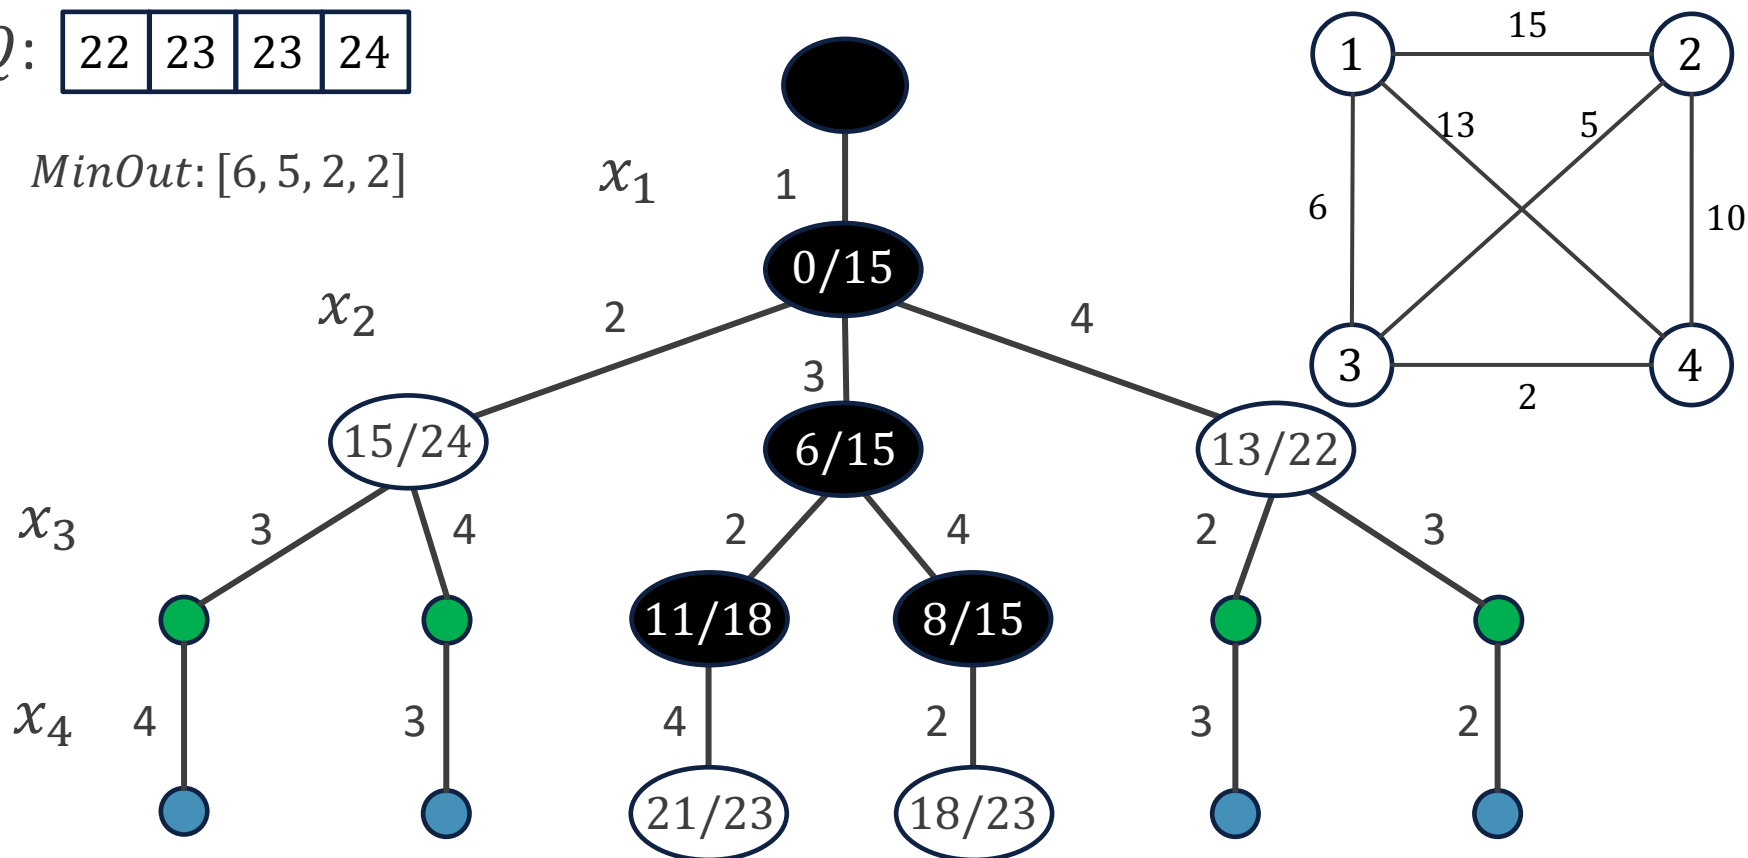 Q: 22 23 23 24
MinOut: [6, 5, 2, 2]
x₁ 1
0/15
x₂ 2 3 4
15/24 6/15 13/22
x₃ 3 4 2 4 2 3
11/18 8/15
x₄ 4 3 4 2 3 2
21/23 18/23
1 15 2
13 5
6 10
3 2 4